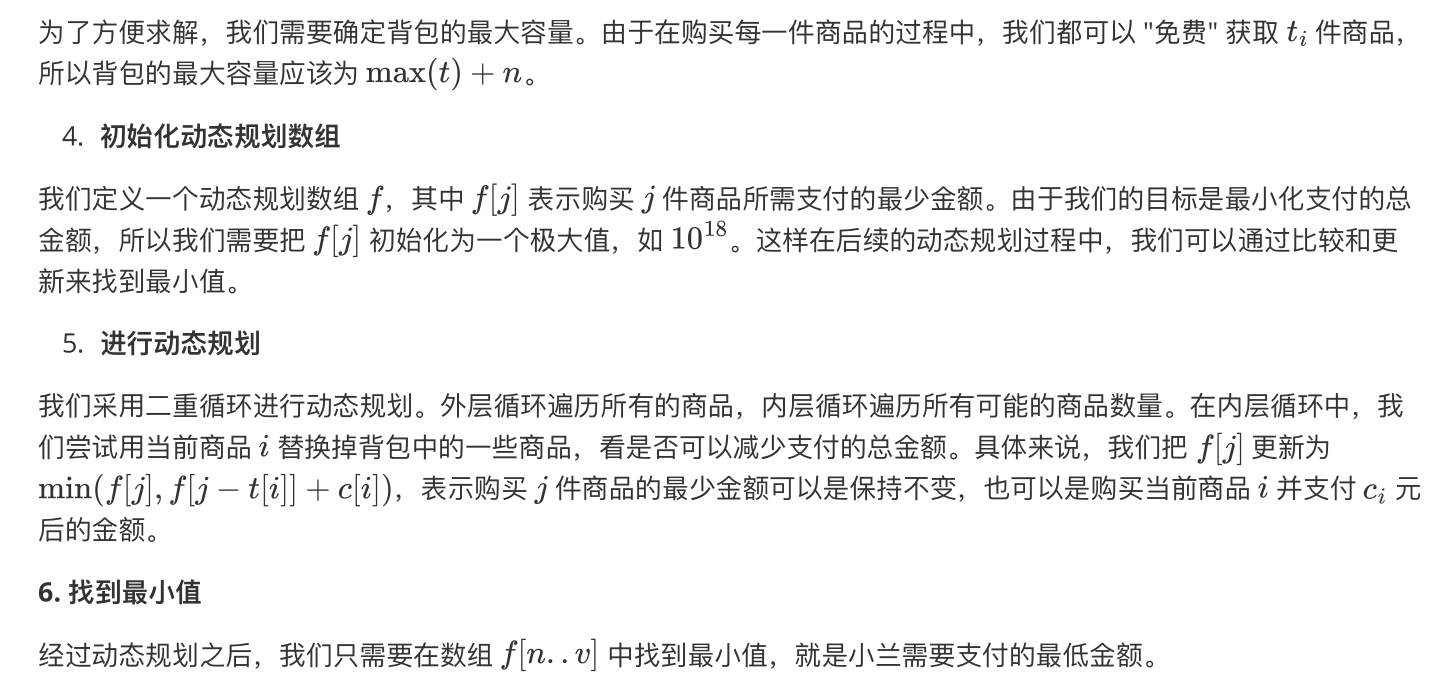 为了方便求解，我们需要确定背包的最大容量。由于在购买每一件商品的过程中，我们都可以 "免费" 获取 tᵢ 件商品，
所以背包的最大容量应该为 max(t) + n。
4. 初始化动态规划数组
我们定义一个动态规划数组 f，其中 f[j] 表示购买 j 件商品所需支付的最少金额。由于我们的目标是最小化支付的总
金额，所以我们需要把 f[j] 初始化为一个极大值，如 10¹⁸。这样在后续的动态规划过程中，我们可以通过比较和更
新来找到最小值。
5. 进行动态规划
我们采用二重循环进行动态规划。外层循环遍历所有的商品，内层循环遍历所有可能的商品数量。在内层循环中，我
们尝试用当前商品 i 替换掉背包中的一些商品，看是否可以减少支付的总金额。具体来说，我们把 f[j] 更新为
min(f[j], f[j − t[i]] + c[i])，表示购买 j 件商品的最少金额可以是保持不变，也可以是购买当前商品 i 并支付 cᵢ 元
后的金额。
6. 找到最小值
经过动态规划之后，我们只需要在数组 f[n..v] 中找到最小值，就是小兰需要支付的最低金额。